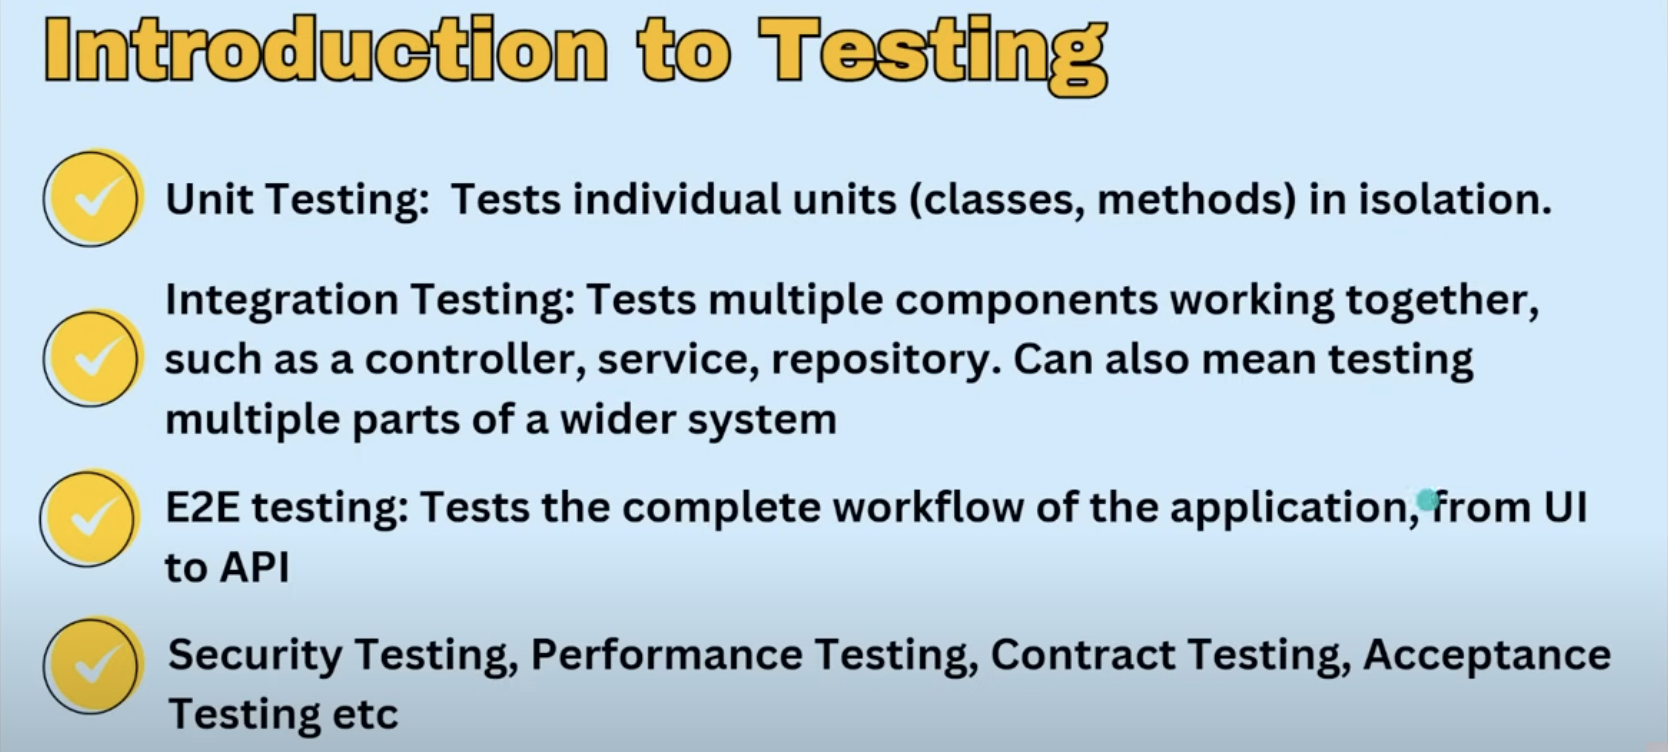 Introduction to Testing
Unit Testing:  Tests individual units (classes, methods) in isolation.
Integration Testing: Tests multiple components working together,
such as a controller, service, repository. Can also mean testing
multiple parts of a wider system
E2E testing: Tests the complete workflow of the application, from UI
to API
Security Testing, Performance Testing, Contract Testing, Acceptance
Testing etc